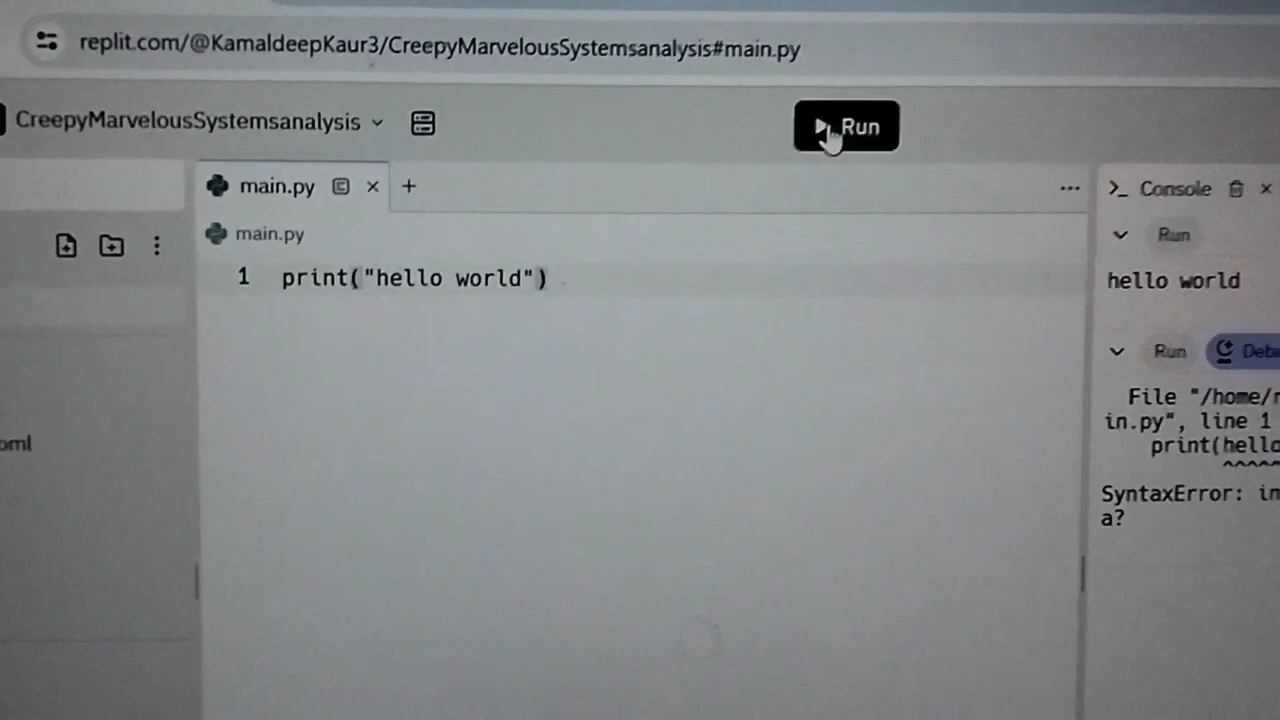 replit.com/@KamaldeepKaur3/CreepyMarvelousSystemsanalysis#main.py
CreepyMarvelousSystemsanalysis
Run
main.py
Console
main.py
Run
1 print("hello world")
hello world
Run
File "/home/
in.py", line 1
oml
print(hello
^^^^^
SyntaxError:
a?